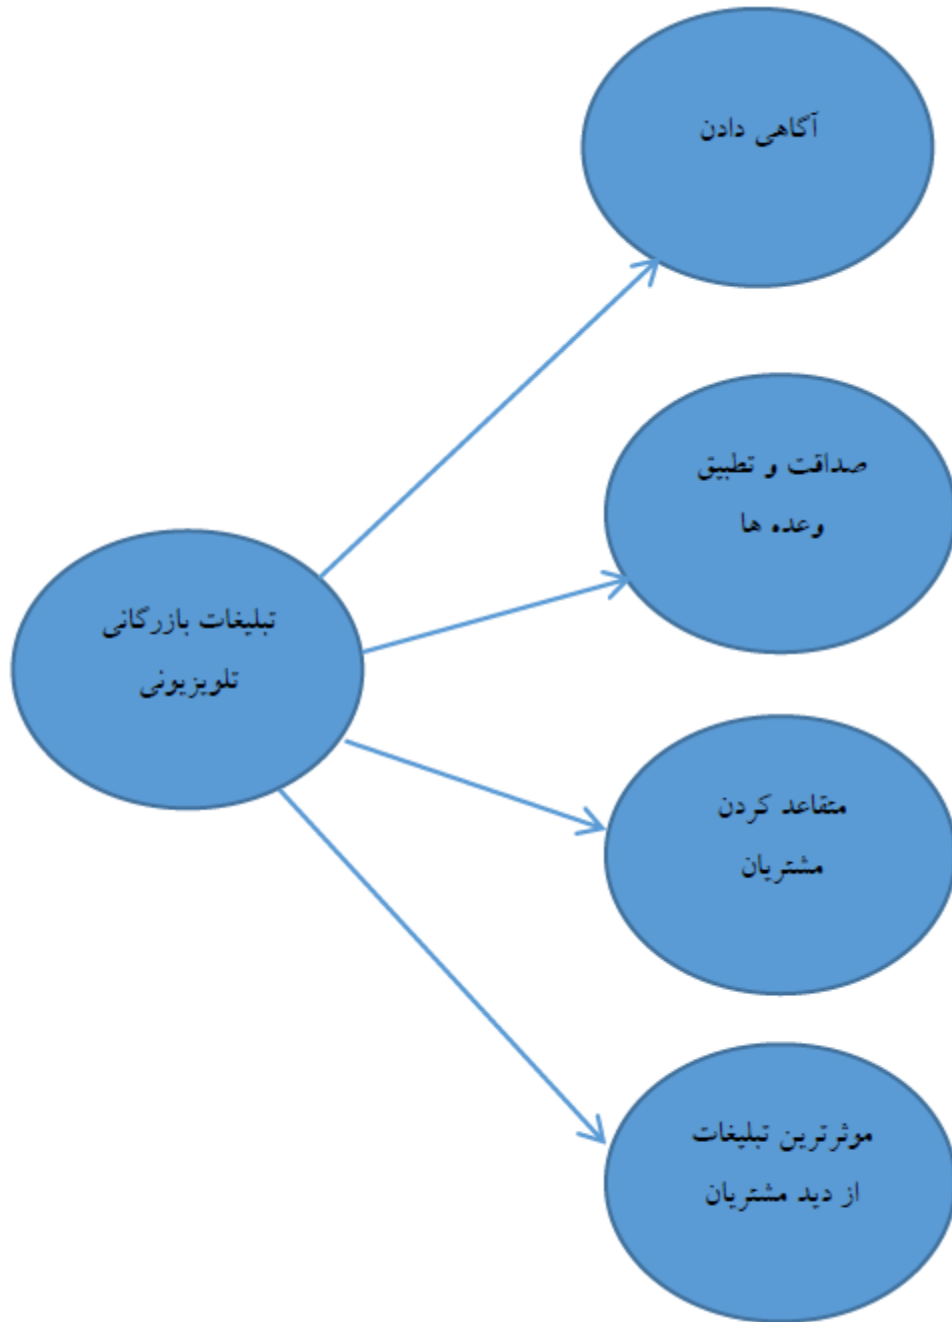 آگاهی دادن
صداقت و تطبیق
وعده ها
تبلیغات بازرگانی
تلویزیونی
متقاعد کردن
مشتریان
موثرترین تبلیغات
از دید مشتریان